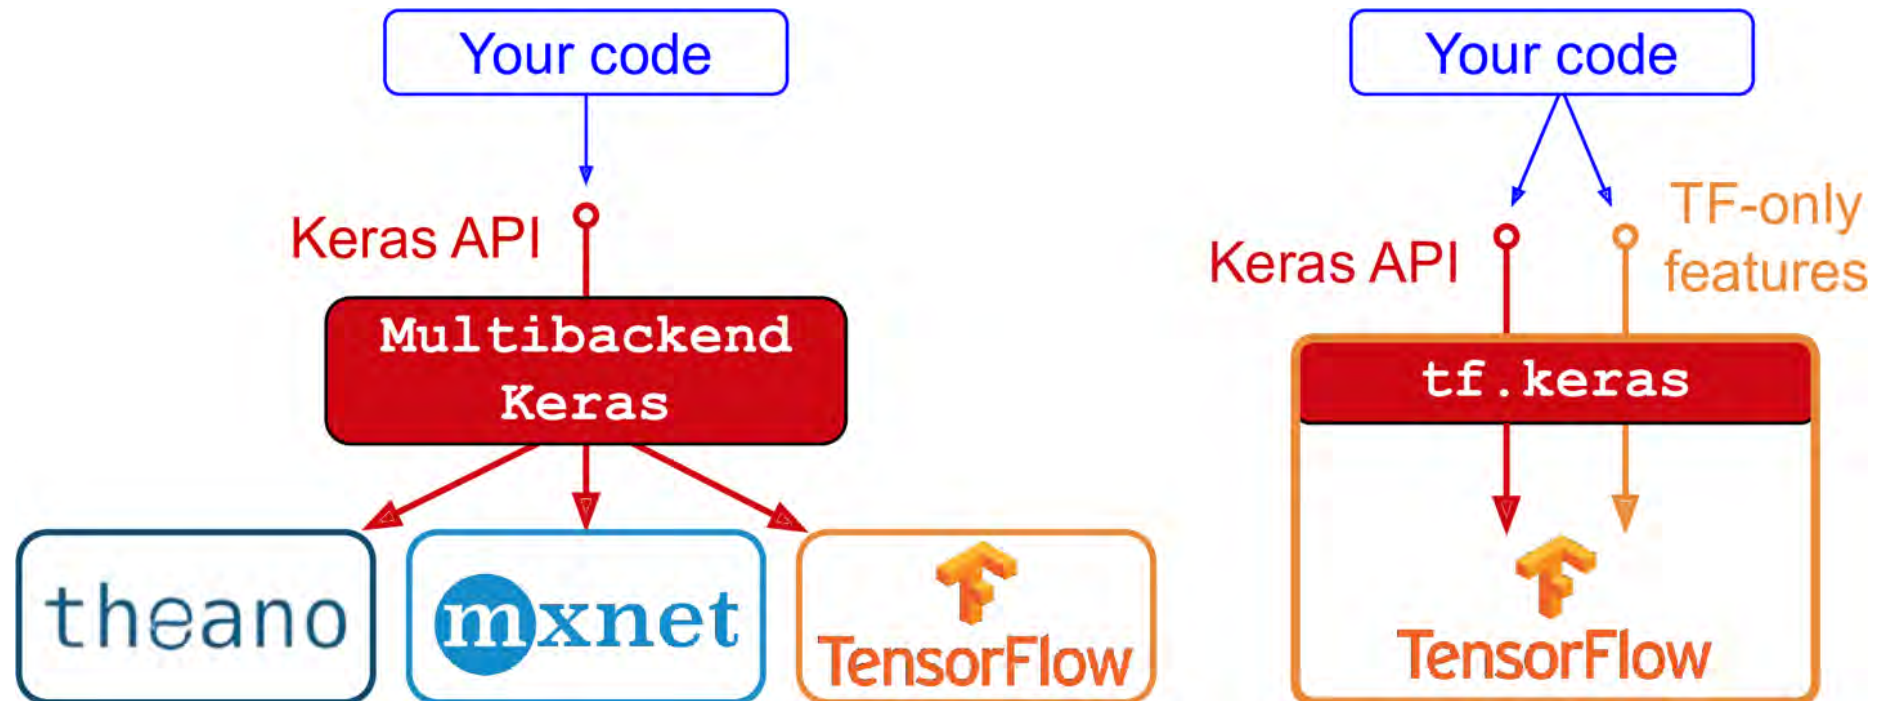 Your code
Keras API
Multibackend
Keras
theano
mxnet
TensorFlow
Your code
Keras API
TF-only
features
tf.keras
TensorFlow